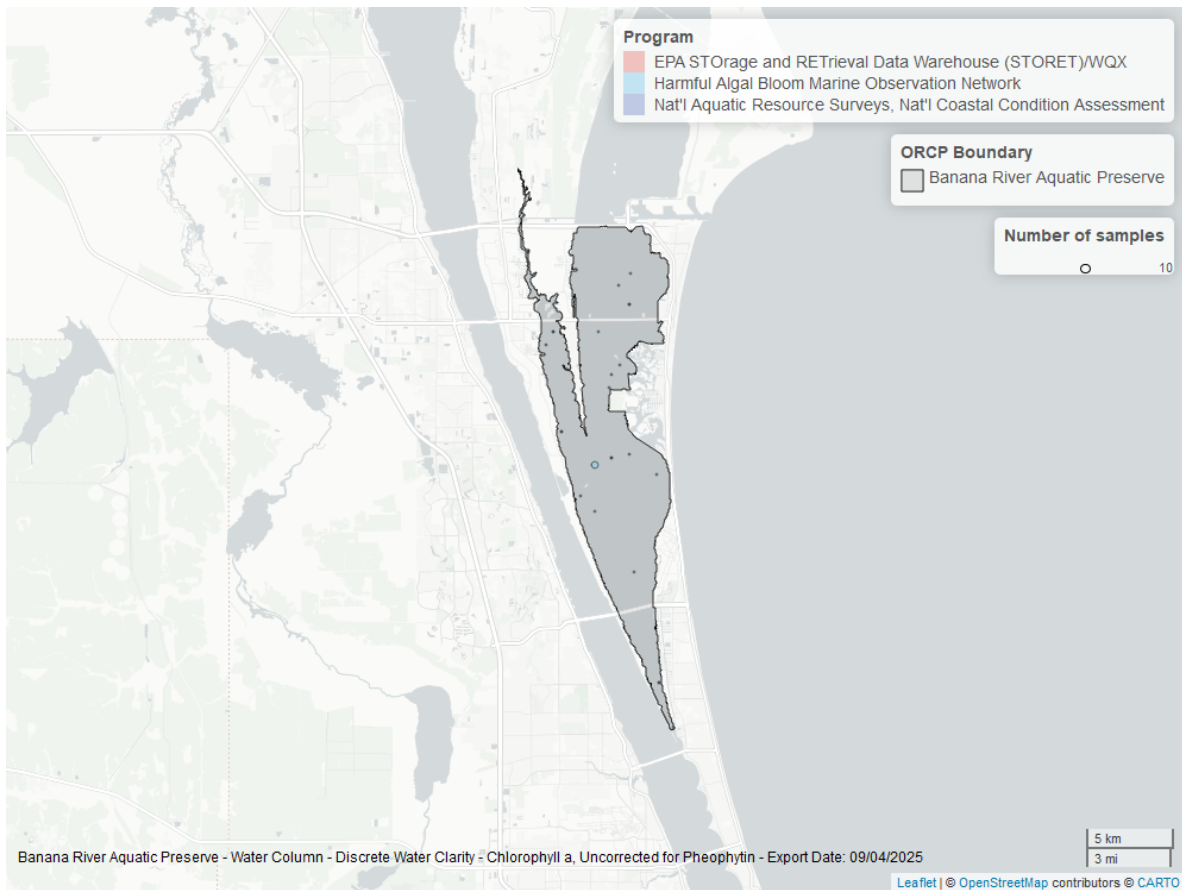 Program
EPA STOrage and RETrieval Data Warehouse (STORET)/WQX
Harmful Algal Bloom Marine Observation Network
Nat'l Aquatic Resource Surveys, Nat'l Coastal Condition Assessment
ORCP Boundary
Banana River Aquatic Preserve
Number of samples
10
5 km
3 mi
Banana River Aquatic Preserve - Water Column - Discrete Water Clarity - Chlorophyll a, Uncorrected for Pheophytin - Export Date: 09/04/2025
Leaflet | © OpenStreetMap contributors © CARTO